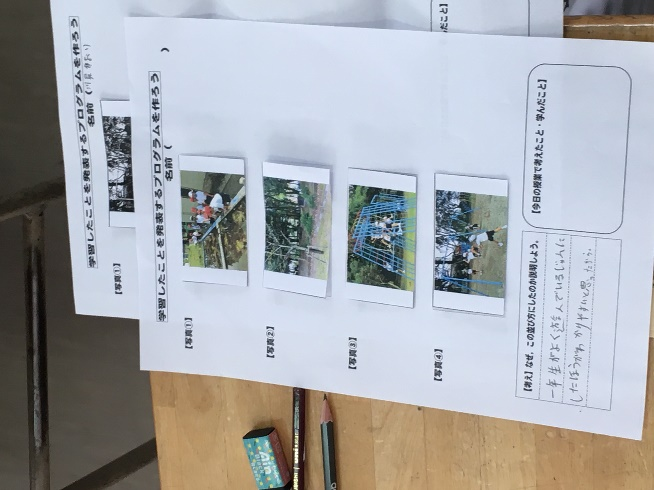 学習したことを発表するプログラムを作ろう
名前（　　　　　）
【写真①】
【写真②】
【写真③】
【写真④】
【考え】なぜ、この並び方にしたのか説明しよう。
一年生がよく遊んでいるじゅんに
したほうがわかりやすいと思ったから。
【今日の授業で考えたこと・学んだこと】
学習したことを発表するプログラムを作ろう
名前（
【写真①】